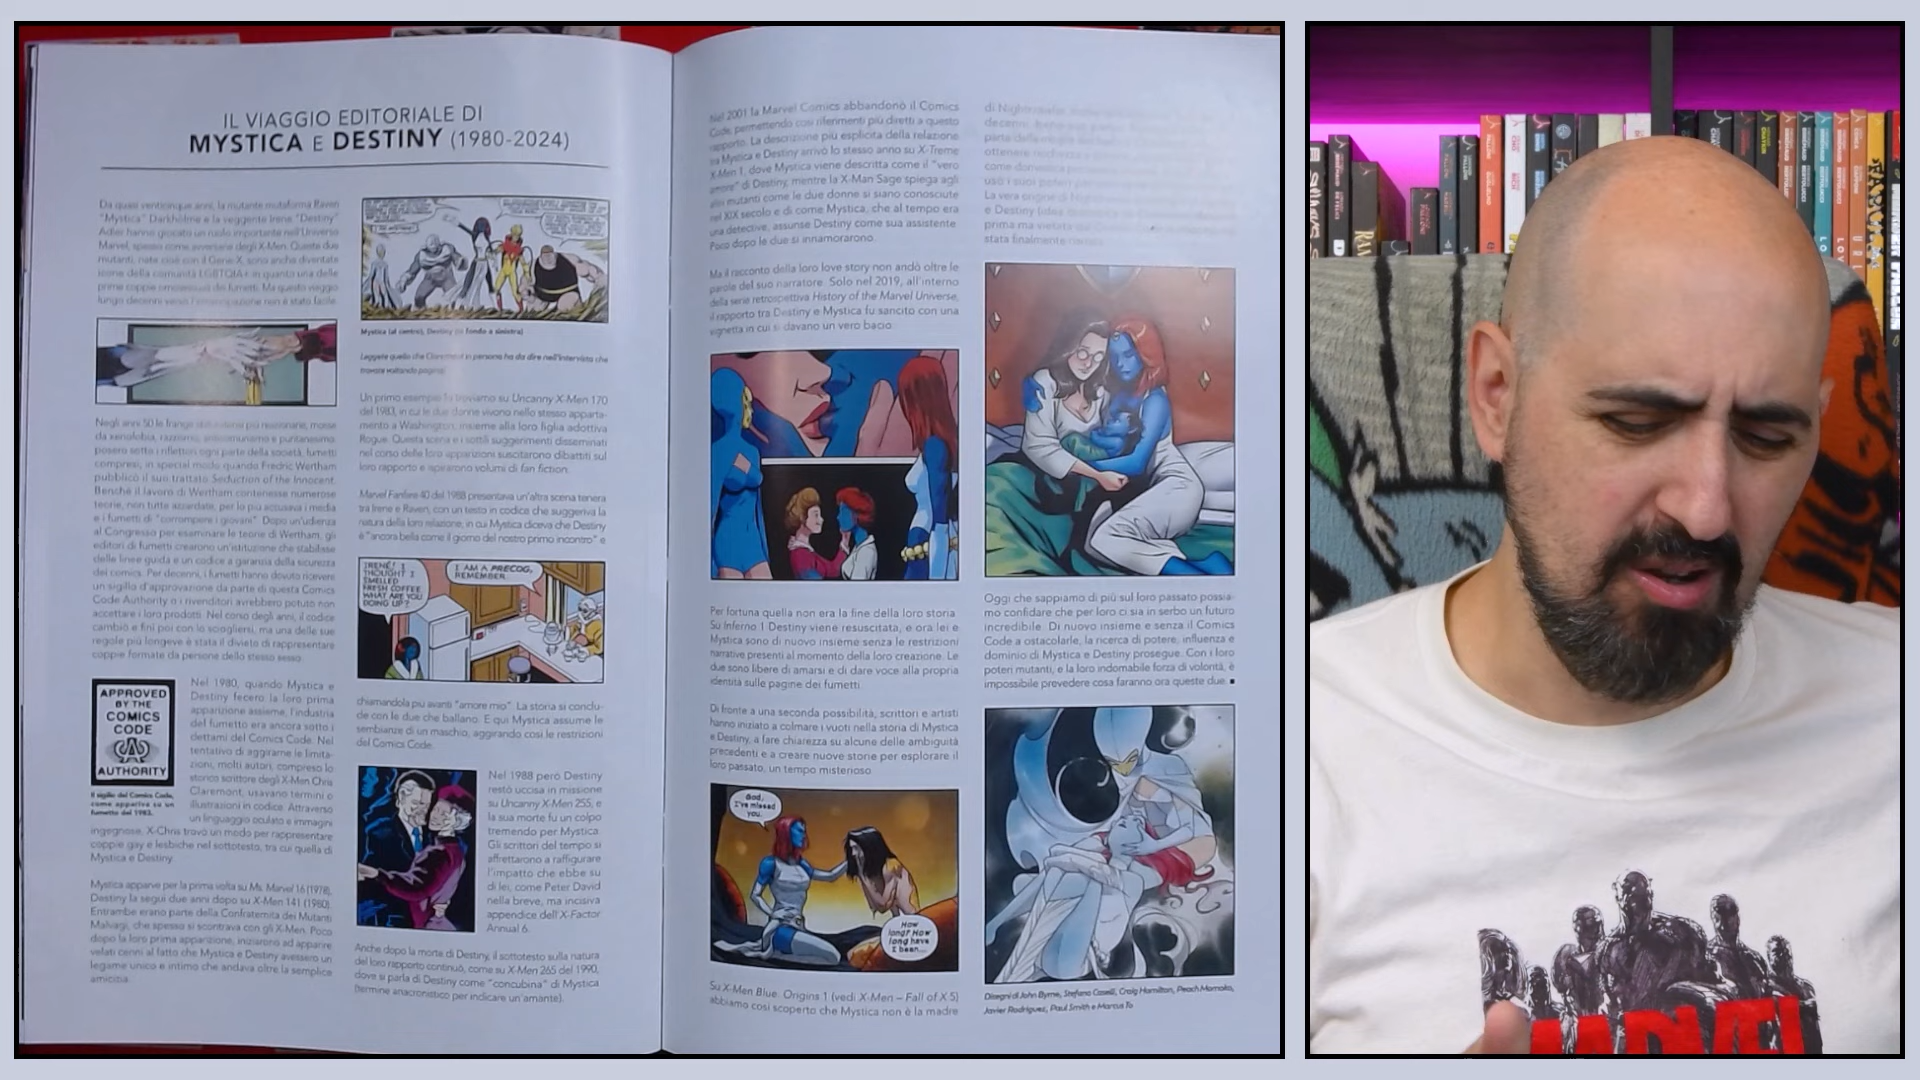 IL VIAGGIO EDITORIALE DI
MYSTICA E DESTINY (1980-2024)
Da quasi venticinque anni, la mutante mutaforma Raven
"Mystica" Darkholme e la veggente Irene "Destiny"
Adler hanno giocato un ruolo importante nell'Universo
Marvel, spesso come avversarie degli X-Men. Queste due
mutanti, nate così con il Gene X, sono anche diventate
icone della comunità LGBTQIA+ in quanto una delle
prime coppie omosessuali dei fumetti. Ma questo viaggio
lungo decenni verso l'emancipazione non è stato facile.
Negli anni 50 le frange più reazionarie, mosse
da xenofobia, razzismo, anticomunismo e puritanesimo,
posero sotto i riflettori ogni parte della società, fumetti
compresi, in special modo quando Fredric Wertham
pubblicò il suo trattato Seduction of the Innocent.
Benché il lavoro di Wertham contenesse numerose
teorie, non tutte azzardate, per lo più accusava i media
e i fumetti di "corrompere i giovani". Dopo un'udienza
al Congresso per esaminare le teorie di Wertham, gli
editori di fumetti crearono un'istituzione che stabilisse
delle linee guida e un codice a garanzia della sicurezza
dei comics. Per decenni, i fumetti hanno dovuto ricevere
un sigillo d'approvazione da parte di questa Comics
Code Authority o i rivenditori avrebbero potuto non
accettare i loro prodotti. Nel corso degli anni, il codice
cambiò e finì poi con lo sciogliersi, ma una delle sue
regole più longeve è stata il divieto di rappresentare
coppie formate da persone dello stesso sesso.
APPROVED
BY THE
COMICS
CODE
AUTHORITY
Il sigillo del Comics Code,
come appariva su un
fumetto del 1983.
Nel 1980, quando Mystica e
Destiny fecero la loro prima
apparizione assieme, l'industria
del fumetto era ancora sotto i
dettami del Comics Code. Nel
tentativo di aggirarne le limita-
zioni, molti autori, compreso lo
storico scrittore degli X-Men Chris
Claremont, usavano termini o
illustrazioni in codice. Attraverso
un linguaggio oculato e immagini
ingegnose, X-Chris trovò un modo per rappresentare
coppie gay e lesbiche nel sottotesto, tra cui quella di
Mystica e Destiny.
Mystica apparve per la prima volta su Ms. Marvel 16 (1978),
Destiny la seguì due anni dopo su X-Men 141 (1980).
Entrambe erano parte della Confraternita dei Mutanti
Malvagi, che spesso si scontrava con gli X-Men. Poco
dopo la loro prima apparizione, iniziarono ad apparire
velati cenni al fatto che Mystica e Destiny avessero un
legame unico e intimo che andava oltre la semplice
amicizia.
Mystica (al centro), Destiny (in fondo a sinistra)
Leggete quello che Claremont in persona ha da dire nell'intervista che
trovate voltando pagina.
Un primo esempio lo troviamo su Uncanny X-Men 170
del 1983, in cui le due donne vivono nello stesso apparta-
mento a Washington, insieme alla loro figlia adottiva
Rogue. Questa scena e i sottili suggerimenti disseminati
nel corso delle loro apparizioni suscitarono dibattiti sul
loro rapporto e ispirarono volumi di fan fiction.
Marvel Fanfare 40 del 1988 presentava un'altra scena tenera
tra Irene e Raven, con un testo in codice che suggeriva la
natura della loro relazione, in cui Mystica diceva che Destiny
è "ancora bella come il giorno del nostro primo incontro" e
IRENE! I
THOUGHT I
SMELLED
FRESH COFFEE
WHAT ARE YOU
DOING UP?
I AM A PRECOG,
REMEMBER.
chiamandola più avanti "amore mio". La storia si conclu-
de con le due che ballano. E qui Mystica assume le
sembianze di un maschio, aggirando così le restrizioni
del Comics Code.
Nel 1988 però Destiny
restò uccisa in missione
su Uncanny X-Men 255, e
la sua morte fu un colpo
tremendo per Mystica.
Gli scrittori del tempo si
affrettarono a raffigurare
l'impatto che ebbe su
di lei, come Peter David
nella breve, ma incisiva
appendice dell'X-Factor
Annual 6.
Anche dopo la morte di Destiny, il sottotesto sulla natura
del loro rapporto continuò, come su X-Men 265 del 1990,
dove si parla di Destiny come "concubina" di Mystica
(termine anacronistico per indicare un'amante).
Nel 2001 la Marvel Comics abbandonò il Comics
Code, permettendo così riferimenti più diretti a questo
rapporto. La descrizione più esplicita della relazione
tra Mystica e Destiny arrivò lo stesso anno su X-Treme
X-Men 1, dove Mystica viene descritta come il "vero
amore" di Destiny, mentre la X-Man Sage spiega agli
altri mutanti come le due donne si siano conosciute
nel XIX secolo e di come Mystica, che al tempo era
una detective, assunse Destiny come sua assistente.
Poco dopo le due si innamorarono.
Ma il racconto della loro love story non andò oltre le
parole del suo narratore. Solo nel 2019, all'interno
della serie retrospettiva History of the Marvel Universe,
il rapporto tra Destiny e Mystica fu sancito con una
vignetta in cui si davano un vero bacio.
Per fortuna quella non era la fine della loro storia.
Su Inferno 1 Destiny viene resuscitata, e ora lei e
Mystica sono di nuovo insieme senza le restrizioni
narrative presenti al momento della loro creazione. Le
due sono libere di amarsi e di dare voce alla propria
identità sulle pagine dei fumetti.
Di fronte a una seconda possibilità, scrittori e artisti
hanno iniziato a colmare i vuoti nella storia di Mystica
e Destiny, a fare chiarezza su alcune delle ambiguità
precedenti e a creare nuove storie per esplorare il
loro passato, un tempo misterioso.
God,
I've missed
you.
How
long? How
long have
I been...
Su X-Men Blue: Origins 1 (vedi X-Men – Fall of X 5)
abbiamo così scoperto che Mystica non è la madre
di
decenni.
parte della
ottenere
come
usò i suoi poteri
La vera origine di
e Destiny
prima
stata finalmente
Oggi che sappiamo di più sul loro passato possia-
mo confidare che per loro ci sia in serbo un futuro
incredibile. Di nuovo insieme e senza il Comics
Code a ostacolarle, la ricerca di potere, influenza e
dominio di Mystica e Destiny prosegue. Con i loro
poteri mutanti, e la loro indomabile forza di volontà, è
impossibile prevedere cosa faranno ora queste due. ■
Disegni di John Byrne, Stefano Caselli, Craig Hamilton, Peach Momoko,
Javier Rodríguez, Paul Smith e Marcus To
MARVEL